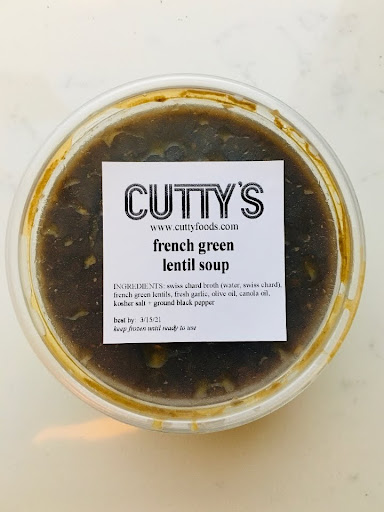 CUTTY'S
www.cuttyfoods.com
french green
lentil soup
INGREDIENTS: swiss chard broth (water, swiss chard),
french green lentils, fresh garlic, olive oil, canola oil,
kosher salt + ground black pepper
best by: 3/15/21
keep frozen until ready to use